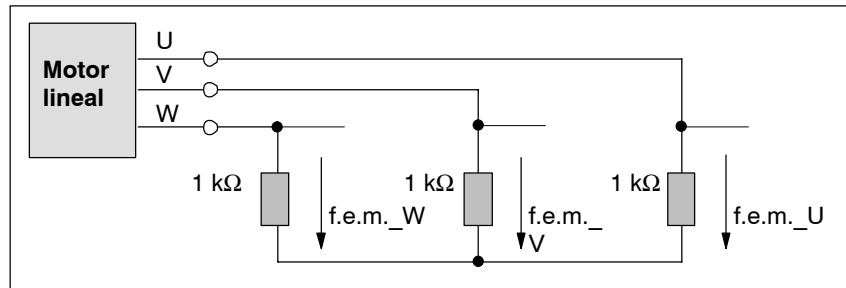 Motor
lineal
U
V
W
1 kΩ
f.e.m._W
1 kΩ
f.e.m._
V
1 kΩ
f.e.m._U